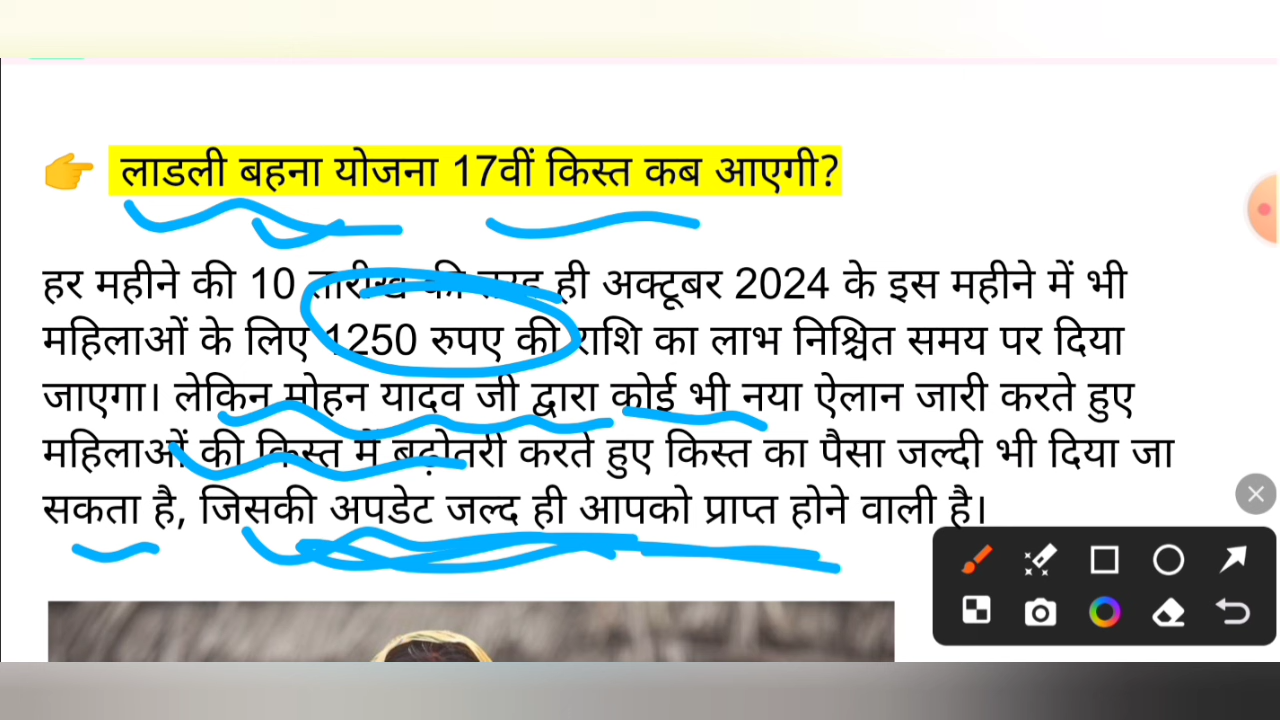 लाडली बहना योजना 17वीं किस्त कब आएगी?
हर महीने की 10 तारीख की तरह ही अक्टूबर 2024 के इस महीने में भी
महिलाओं के लिए 1250 रुपए की राशि का लाभ निश्चित समय पर दिया
जाएगा। लेकिन मोहन यादव जी द्वारा कोई भी नया ऐलान जारी करते हुए
महिलाओं की किस्त में बढ़ोतरी करते हुए किस्त का पैसा जल्दी भी दिया जा
सकता है, जिसकी अपडेट जल्द ही आपको प्राप्त होने वाली है।